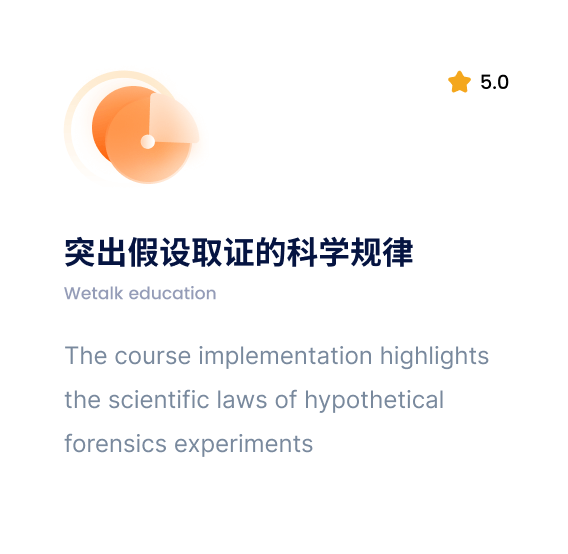 5.0
突出假设取证的科学规律
Wetalk education
The course implementation highlights
the scientific laws of hypothetical
forensics experiments